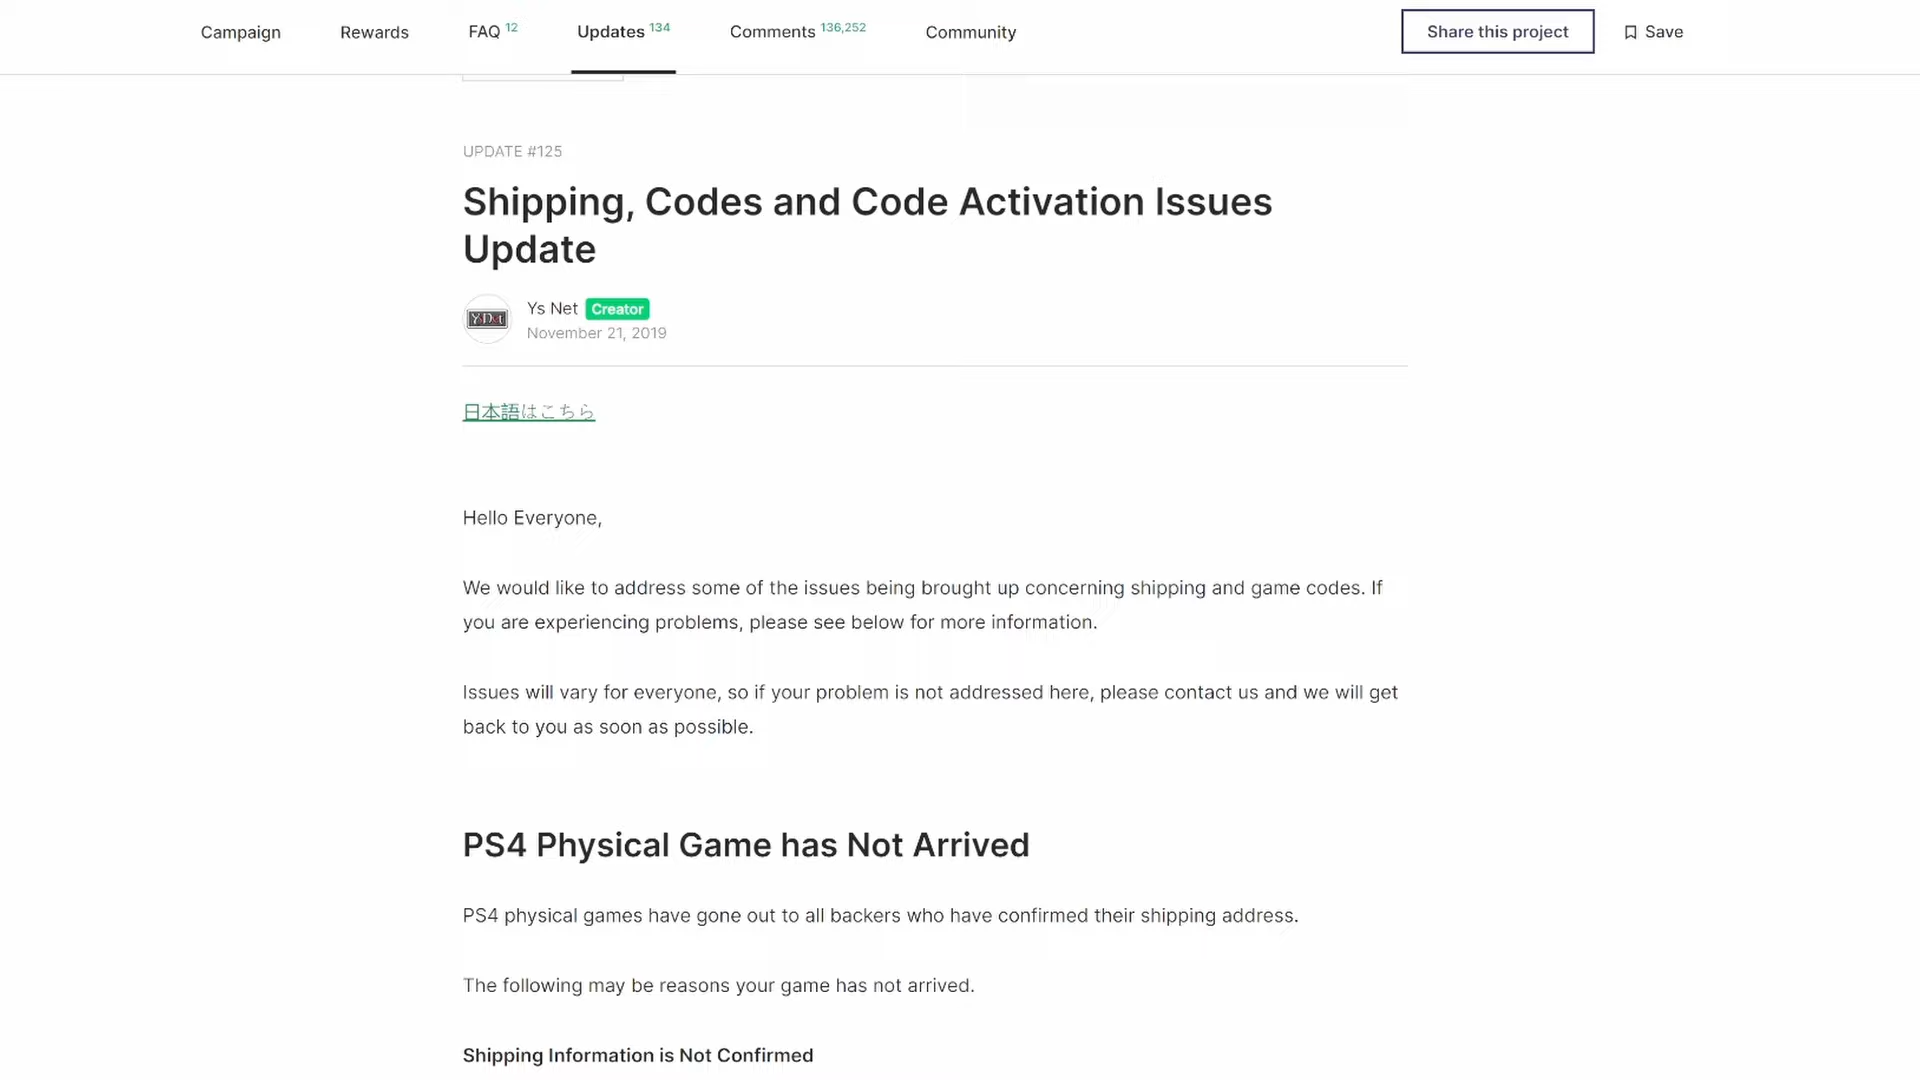 Campaign
Rewards
FAQ 12
Updates 134
Comments 136,252
Community
Share this project
Save
UPDATE #125
Shipping, Codes and Code Activation Issues
Update
YSNet
Ys Net Creator
November 21, 2019
日本語はこちら
Hello Everyone,
We would like to address some of the issues being brought up concerning shipping and game codes. If
you are experiencing problems, please see below for more information.
Issues will vary for everyone, so if your problem is not addressed here, please contact us and we will get
back to you as soon as possible.
PS4 Physical Game has Not Arrived
PS4 physical games have gone out to all backers who have confirmed their shipping address.
The following may be reasons your game has not arrived.
Shipping Information is Not Confirmed